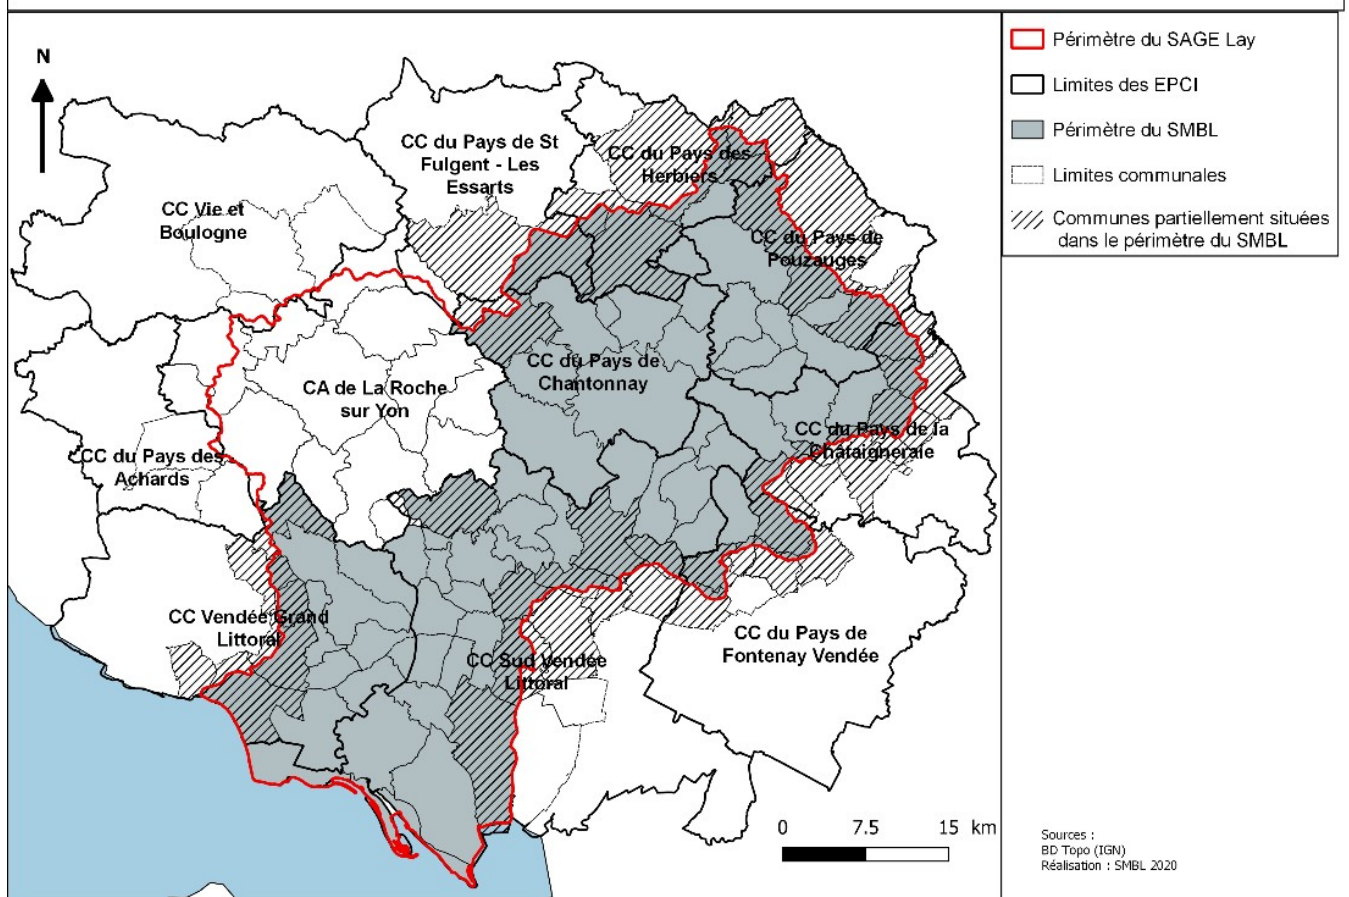 N
CC du Pays de St
Fulgent - Les
Essarts
CC du Pays des
Herbiers
CC Vie et
Boulogne
CC du Pays de
Pouzauges
CC du Pays de
Chantonnay
CA de La Roche
sur Yon
CC du Pays de la
Châtaigneraie
CC du Pays des
Achards
CC Vendée Grand
Littoral
CC Sud Vendée
Littoral
CC du Pays de
Fontenay Vendée
0 7.5 15 km
Périmètre du SAGE Lay
Limites des EPCI
Périmètre du SMBL
Limites communales
Communes partiellement situées
dans le périmètre du SMBL
Sources :
BD Topo (IGN)
Réalisation : SMBL 2020